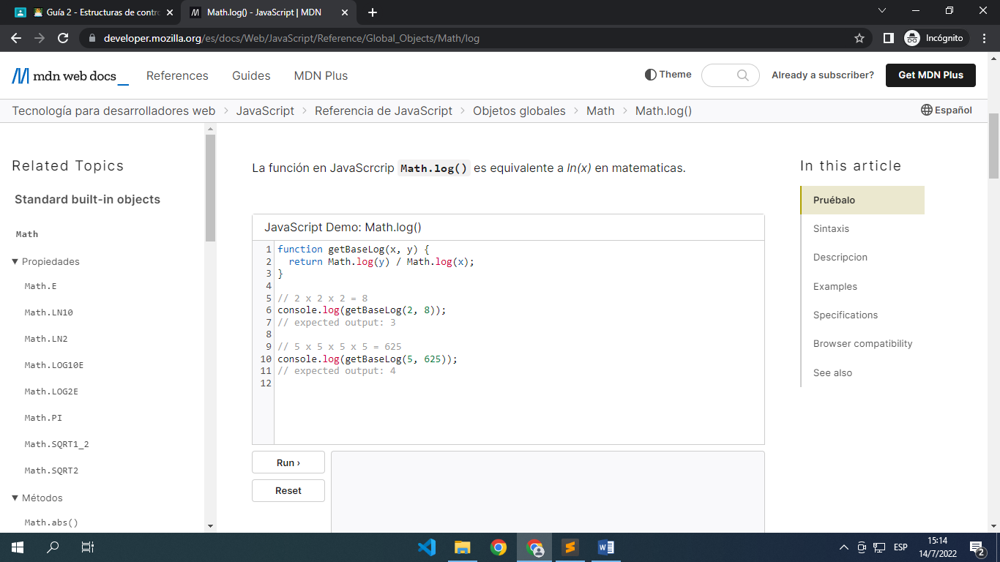 Guía 2 - Estructuras de contr
Math.log() - JavaScript | MDN
developer.mozilla.org/es/docs/Web/JavaScript/Reference/Global_Objects/Math/log
Incógnito
mdn web docs
References
Guides
MDN Plus
Theme
Already a subscriber?
Get MDN Plus
Tecnología para desarrolladores web > JavaScript > Referencia de JavaScript > Objetos globales > Math > Math.log()
Español
Related Topics
Standard built-in objects
Math
▼ Propiedades
Math.E
Math.LN10
Math.LN2
Math.LOG10E
Math.LOG2E
Math.PI
Math.SQRT1_2
Math.SQRT2
▼ Métodos
Math.abs()
La función en JavaScrcrip Math.log() es equivalente a ln(x) en matematicas.
JavaScript Demo: Math.log()
1 function getBaseLog(x, y) {
2   return Math.log(y) / Math.log(x);
3 }
4
5 // 2 x 2 x 2 = 8
6 console.log(getBaseLog(2, 8));
7 // expected output: 3
8
9 // 5 x 5 x 5 x 5 = 625
10 console.log(getBaseLog(5, 625));
11 // expected output: 4
12
Run ›
Reset
In this article
Pruébalo
Sintaxis
Descripcion
Examples
Specifications
Browser compatibility
See also
ESP
15:14
14/7/2022
2